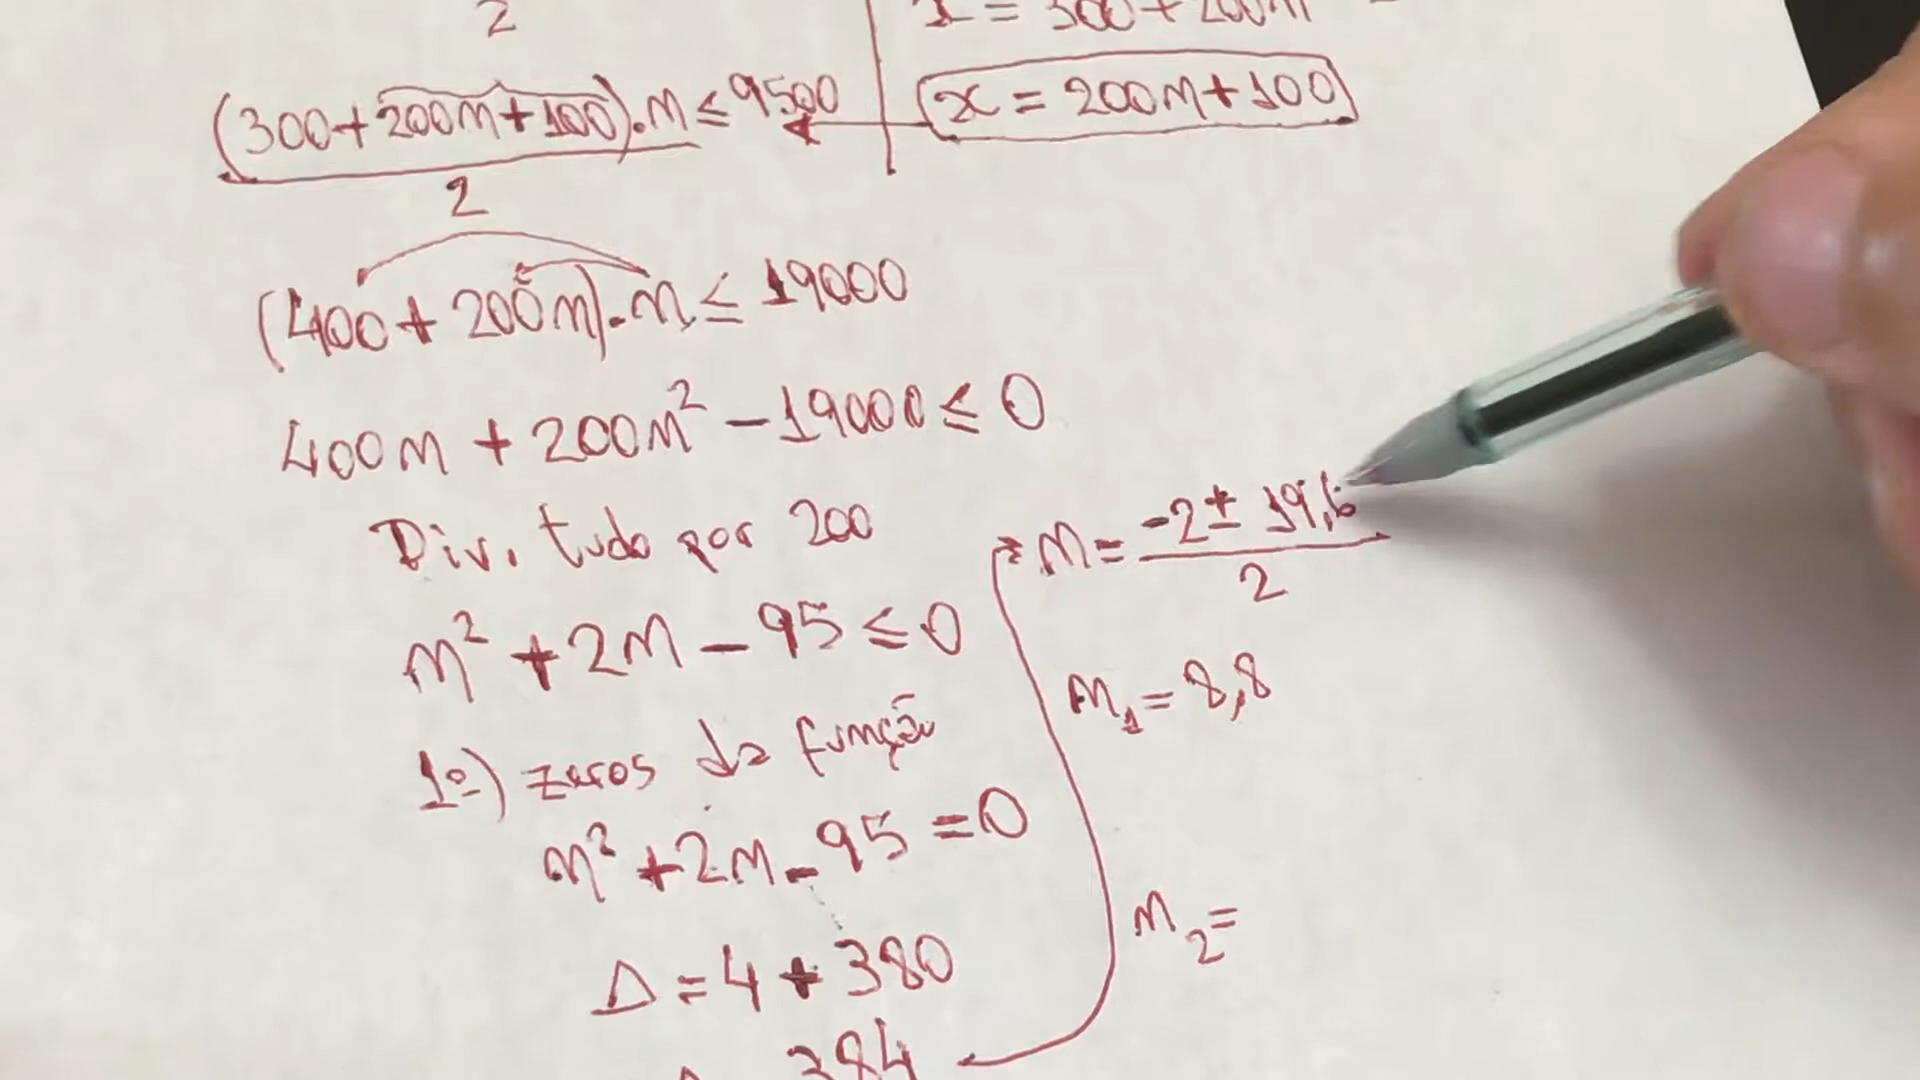 2
x = 300 + 200m
(300+200m+100).m ≤ 9500
2
x = 200m+100
(400 + 200m).m ≤ 19000
400m + 200m² - 19000 ≤ 0
Div. tudo por 200
m² + 2m - 95 ≤ 0
1º) zeros da função
m² + 2m - 95 = 0
Δ = 4 + 380
384
m = -2 ± 19,6
2
m₁ = 8,8
m₂ =